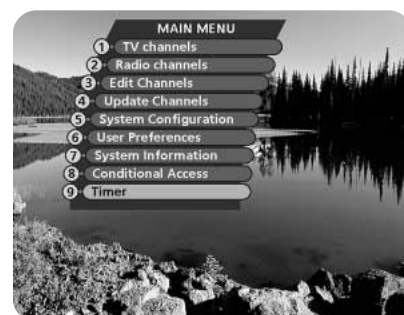 MAIN MENU
1 TV channels
2 Radio channels
3 Edit Channels
4 Update Channels
5 System Configuration
6 User Preferences
7 System Information
8 Conditional Access
9 Timer